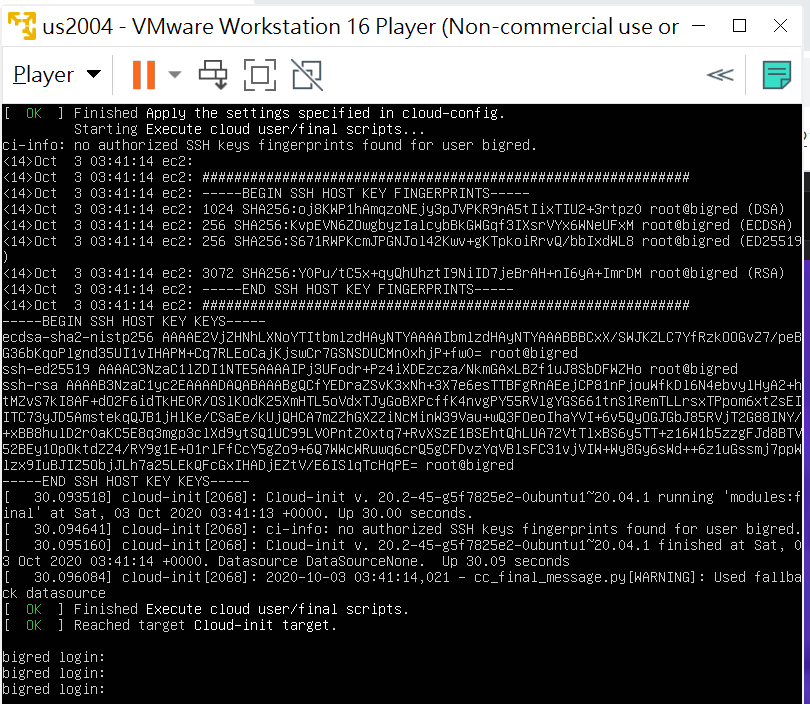 us2004 - VMware Workstation 16 Player (Non-commercial use or
Player
[  OK  ] Finished Apply the settings specified in cloud-config.
Starting Execute cloud user/final scripts...
ci-info: no authorized SSH keys fingerprints found for user bigred.
<14>Oct  3 03:41:14 ec2:
<14>Oct  3 03:41:14 ec2: #############################################################
<14>Oct  3 03:41:14 ec2: -----BEGIN SSH HOST KEY FINGERPRINTS-----
<14>Oct  3 03:41:14 ec2: 1024 SHA256:oj8KWP1hAmqzoNEjy3pJVPKR9nA5tIixTIU2+3rtpz0 root@bigred (DSA)
<14>Oct  3 03:41:14 ec2: 256 SHA256:KvpEVN6ZOwgbyzIalcybBkGWGqf3IXsrVYx6WNeUFxM root@bigred (ECDSA)
<14>Oct  3 03:41:14 ec2: 256 SHA256:S671RWPKcmJPGNJol42Kwv+gKTpkoiRrvQ/bbIxdWL8 root@bigred (ED25519
)
<14>Oct  3 03:41:14 ec2: 3072 SHA256:Y0Pu/tC5x+qyQhUhztI9NiID7jeBrAH+nI6yA+ImrDM root@bigred (RSA)
<14>Oct  3 03:41:14 ec2: -----END SSH HOST KEY FINGERPRINTS-----
<14>Oct  3 03:41:14 ec2: #############################################################
-----BEGIN SSH HOST KEY KEYS-----
ecdsa-sha2-nistp256 AAAAE2VjZHNhLXNoYTItbmlzdHAyNTYAAAAIbmlzdHAyNTYAAABBBCxX/SWJKZLC7YfRzkOOGvZ7/peB
G36bKqoPlgnd35UI1vIHAPM+Cq7RLEoCajKjswCr7GSNSDUCMnOxhjP+fw0= root@bigred
ssh-ed25519 AAAAC3NzaC1lZDI1NTE5AAAAIPj3UFodr+Pz4iXDEzcza/NkmGAxLBZf1uJ8SbDFWZHo root@bigred
ssh-rsa AAAAB3NzaC1yc2EAAAADAQABAAABgQCfYEDraZSvK3xNh+3X7e6esTTBFgRnAEejCP81nPjouWfkDl6N4ebvylHyA2+h
tMZvS7kI8AF+dO2F6idTkHE0R/OSlKOdK25XmHTL5oVdxTJyGoBXPcffK4nvgPY55RVlgYGS661tnS1RemTLLrsxTPpom6xtZsEI
ITC73yJD5AmstekqQJB1jHlKe/CSaEe/kUjQHCA7mZZhGXZZiNcMinW39Vau+wQ3FOeoIhaYVI+6v5QyOGJGbJ85RVjT2G88INY/
+xBB8hulD2r0aKC5E8q3mgp3clXd9ytSQ1UC99LVOPntZ0xtq7+RvXSzE1BSEhtQhLUA72VtTlxBS6y5TT+z16W1b5zzgFJd8BTV
52BEy1OpOktdZZ4/RY9g1E+O1rlFfCcY5gZo9+6Q7WWcWRuwq6crQ5gCFDvzYqVBlsFC31vjVIW+Wy8Gy6sWd++6z1uGssmj7ppW
lzx9IuBJIZ5ObjJLh7a25LEkQFcGxIHADjEZtV/E6ISlqTcHqPE= root@bigred
-----END SSH HOST KEY KEYS-----
[   30.093518] cloud-init[2068]: Cloud-init v. 20.2-45-g5f7825e2-0ubuntu1~20.04.1 running 'modules:f
inal' at Sat, 03 Oct 2020 03:41:13 +0000. Up 30.00 seconds.
[   30.094641] cloud-init[2068]: ci-info: no authorized SSH keys fingerprints found for user bigred.
[   30.095160] cloud-init[2068]: Cloud-init v. 20.2-45-g5f7825e2-0ubuntu1~20.04.1 finished at Sat, 0
3 Oct 2020 03:41:14 +0000. Datasource DataSourceNone.  Up 30.09 seconds
[   30.096084] cloud-init[2068]: 2020-10-03 03:41:14,021 - cc_final_message.py[WARNING]: Used fallba
ck datasource
[  OK  ] Finished Execute cloud user/final scripts.
[  OK  ] Reached target Cloud-init target.
bigred login:
bigred login:
bigred login: